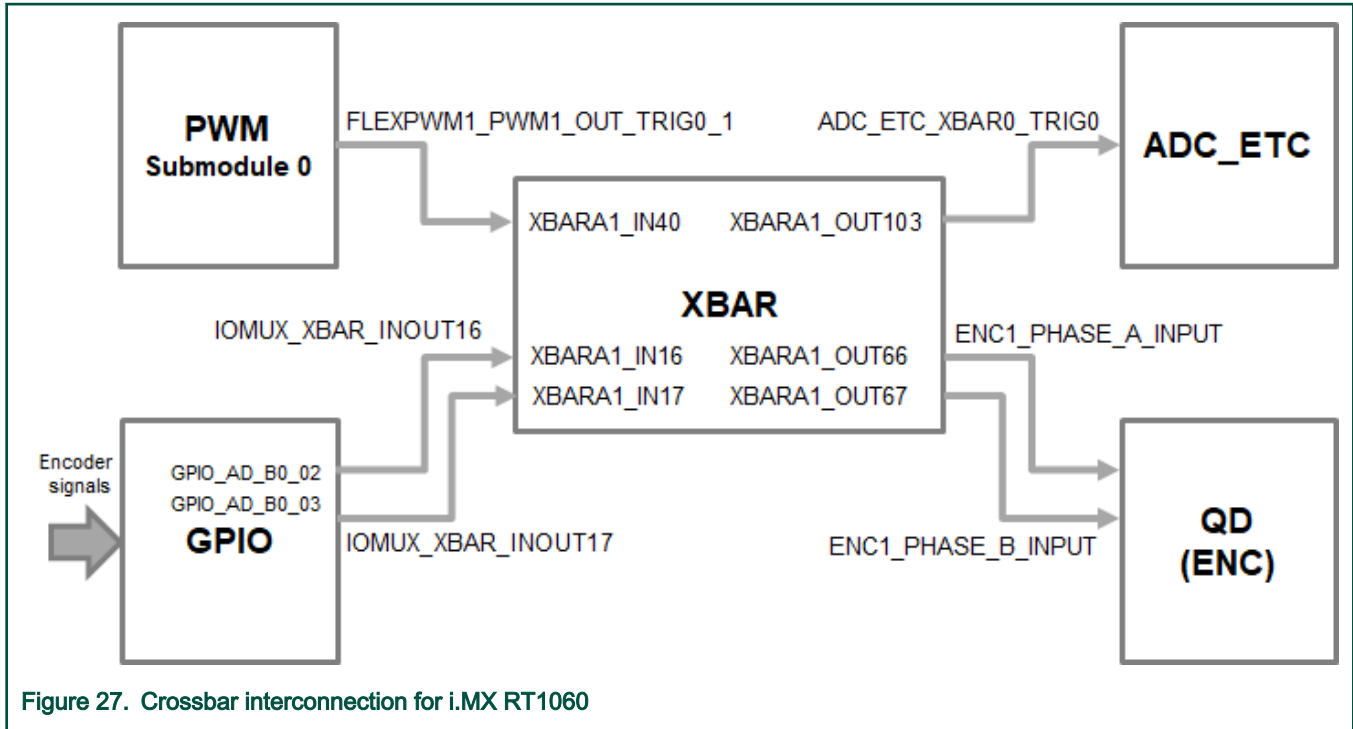 PWM
Submodule 0
FLEXPWM1_PWM1_OUT_TRIG0_1
ADC_ETC_XBAR0_TRIG0
ADC_ETC
XBARA1_IN40
XBARA1_OUT103
XBAR
IOMUX_XBAR_INOUT16
ENC1_PHASE_A_INPUT
XBARA1_IN16
XBARA1_OUT66
XBARA1_IN17
XBARA1_OUT67
Encoder
signals
GPIO_AD_B0_02
GPIO_AD_B0_03
GPIO
IOMUX_XBAR_INOUT17
ENC1_PHASE_B_INPUT
QD
(ENC)
Figure 27. Crossbar interconnection for i.MX RT1060